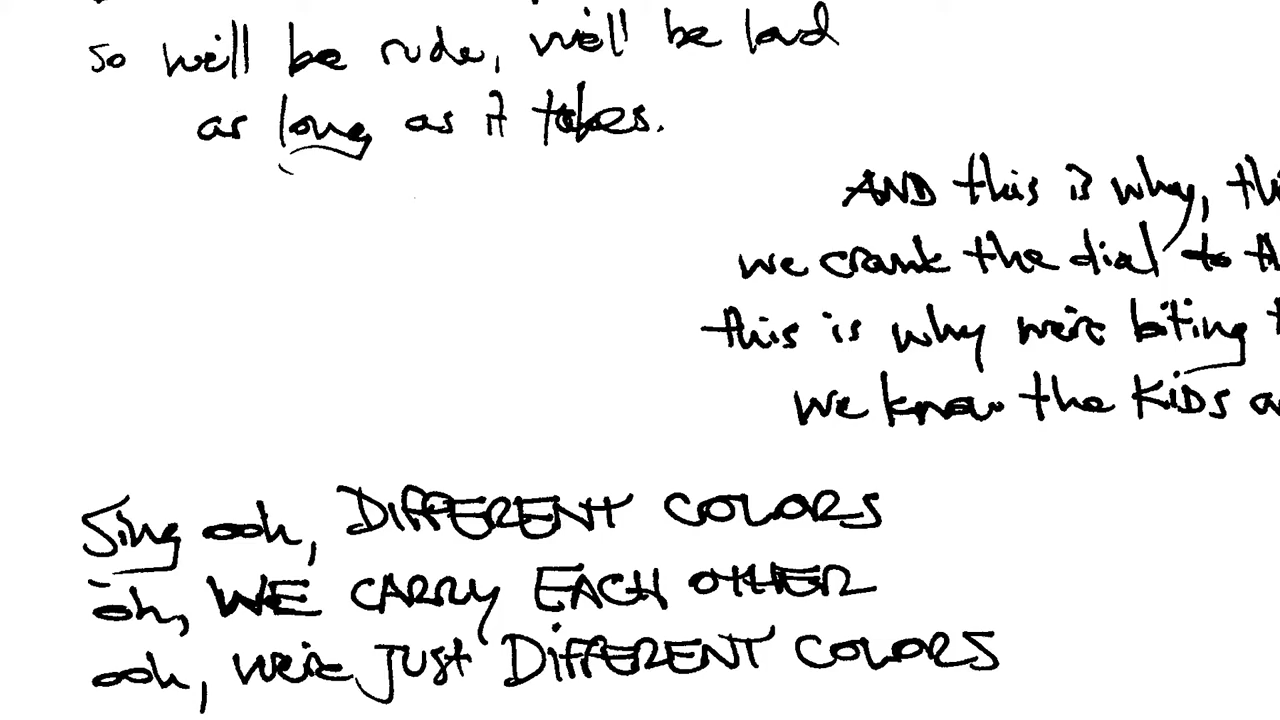 so we'll be rude, we'll be loud
as long as it takes.
AND this is why, this
we crank the dial to
this is why we're biting
we know the KiDS
Sing ooh, DiFFERENT COLORS
oh, WE CARRY EACH OTHER
ooh, we're JUST DiFFERENT COLORS